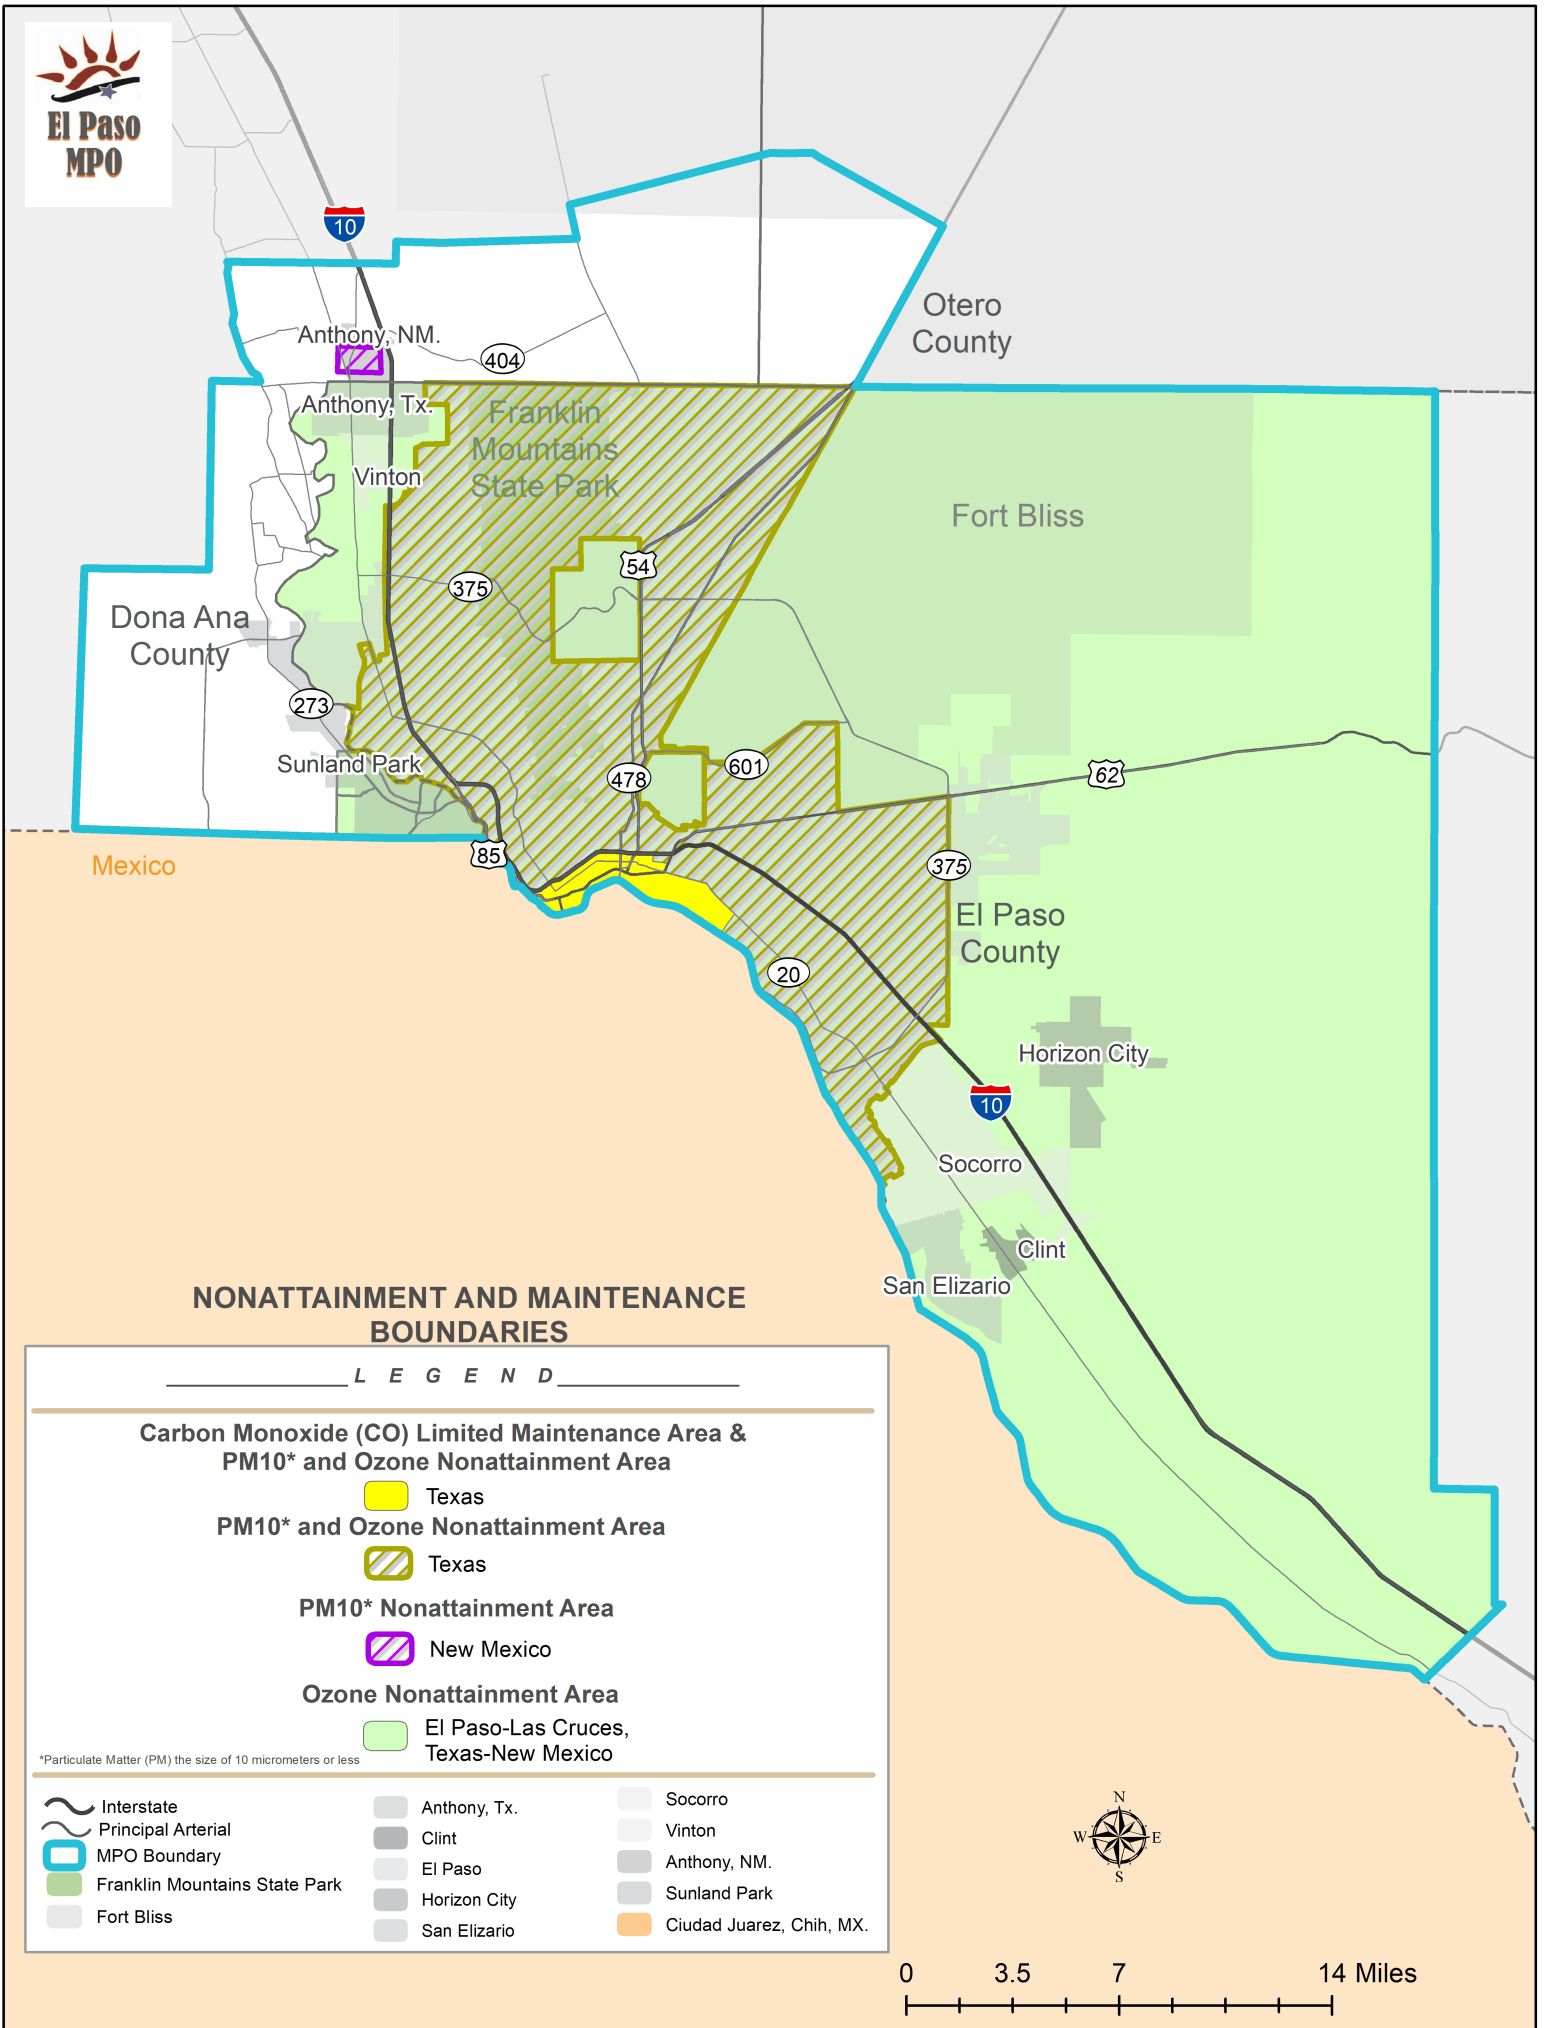 El Paso
MPO
10
Otero
County
Anthony, NM.
404
Anthony, Tx.
Franklin
Mountains
State Park
Vinton
Fort Bliss
54
375
Dona Ana
County
273
Sunland Park
478
601
62
85
Mexico
375
El Paso
County
20
Horizon City
10
Socorro
Clint
San Elizario
NONATTAINMENT AND MAINTENANCE
BOUNDARIES
L E G E N D
Carbon Monoxide (CO) Limited Maintenance Area &
PM10* and Ozone Nonattainment Area
Texas
PM10* and Ozone Nonattainment Area
Texas
PM10* Nonattainment Area
New Mexico
Ozone Nonattainment Area
El Paso-Las Cruces,
Texas-New Mexico
*Particulate Matter (PM) the size of 10 micrometers or less
Interstate
Principal Arterial
MPO Boundary
Franklin Mountains State Park
Fort Bliss
Anthony, Tx.
Clint
El Paso
Horizon City
San Elizario
Socorro
Vinton
Anthony, NM.
Sunland Park
Ciudad Juarez, Chih, MX.
N
W E
S
0 3.5 7 14 Miles